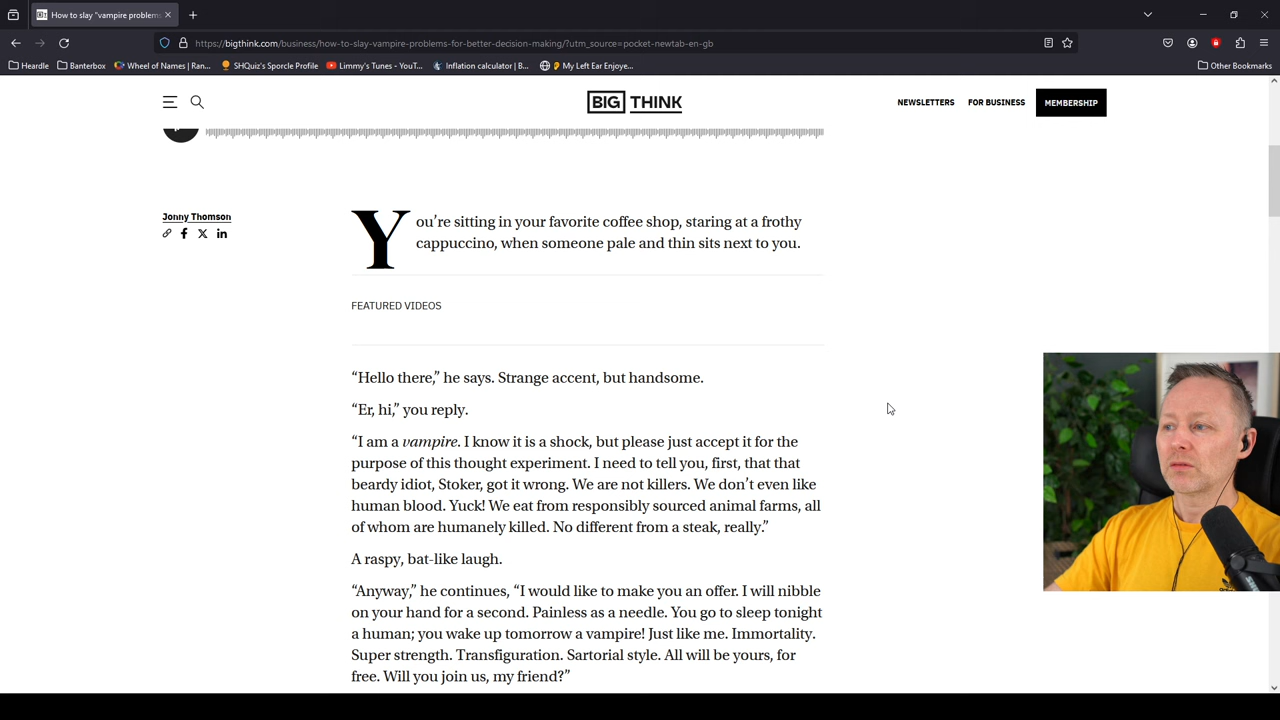 How to slay "vampire problem
https://bigthink.com/business/how-to-slay-vampire-problems-for-better-decision-making/?utm_source=pocket-newtab-en-gb
Heardle
Banterbox
Wheel of Names | Ran...
SHQuiz's Sporcle Profile
Limmy's Tunes - YouT...
Inflation calculator | B...
My Left Ear Enjoye...
Other Bookmarks
BIG THINK
NEWSLETTERS
FOR BUSINESS
MEMBERSHIP
Jonny Thomson
You’re sitting in your favorite coffee shop, staring at a frothy
cappuccino, when someone pale and thin sits next to you.
FEATURED VIDEOS
“Hello there,” he says. Strange accent, but handsome.
“Er, hi,” you reply.
“I am a vampire. I know it is a shock, but please just accept it for the
purpose of this thought experiment. I need to tell you, first, that that
beardy idiot, Stoker, got it wrong. We are not killers. We don’t even like
human blood. Yuck! We eat from responsibly sourced animal farms, all
of whom are humanely killed. No different from a steak, really.”
A raspy, bat-like laugh.
“Anyway,” he continues, “I would like to make you an offer. I will nibble
on your hand for a second. Painless as a needle. You go to sleep tonight
a human; you wake up tomorrow a vampire! Just like me. Immortality.
Super strength. Transfiguration. Sartorial style. All will be yours, for
free. Will you join us, my friend?”